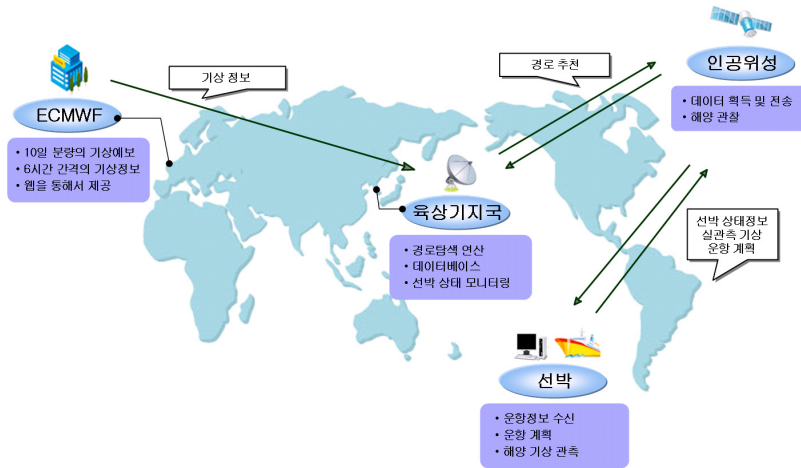 기상 정보
경로 추천
인공위성
• 데이터 획득 및 전송
• 해양 관찰
ECMWF
• 10일 분량의 기상예보
• 6시간 간격의 기상정보
• 웹을 통해서 제공
육상기지국
• 경로탐색 연산
• 데이터베이스
• 선박 상태 모니터링
선박 상태정보
실관측 기상
운항 계획
선박
• 운항정보 수신
• 운항 계획
• 해양 기상 관측